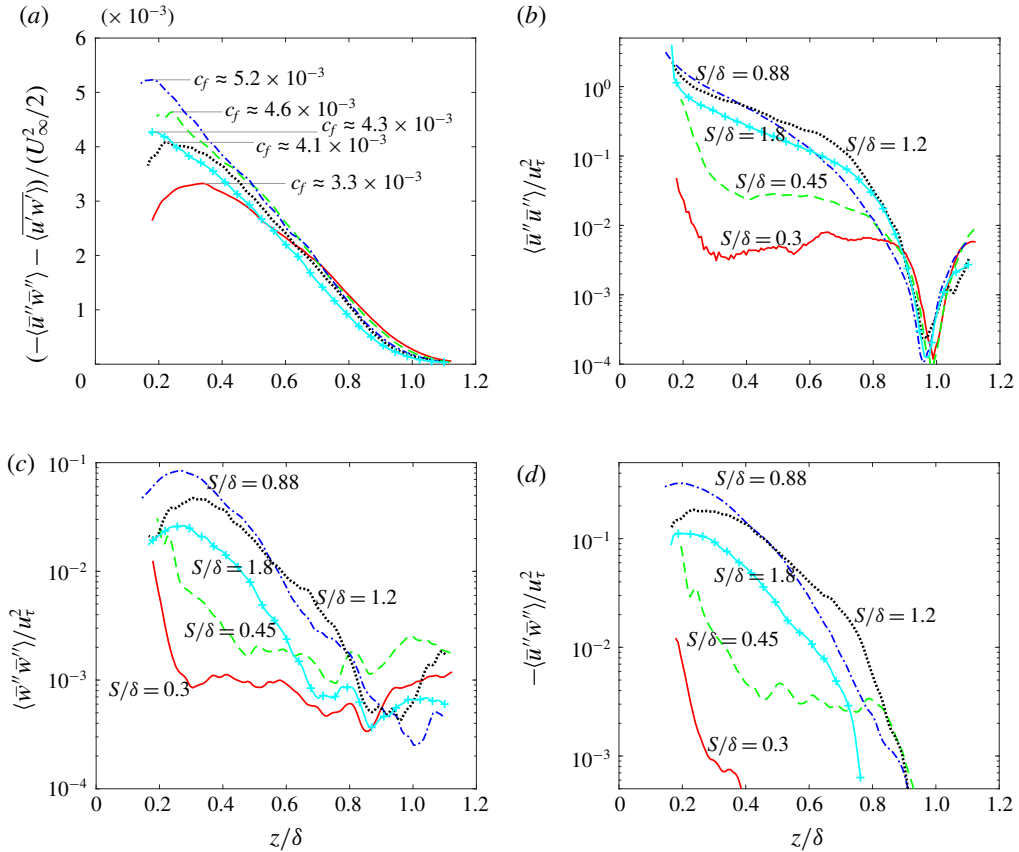 (a) (× 10⁻³)
(−⟨u̅″w̅″⟩ − ⟨u′w′⟩)/(U²∞/2)
6
5
4
3
2
1
0 0.2 0.4 0.6 0.8 1.0 1.2
c_f ≈ 5.2 × 10⁻³
c_f ≈ 4.6 × 10⁻³
c_f ≈ 4.3 × 10⁻³
c_f ≈ 4.1 × 10⁻³
c_f ≈ 3.3 × 10⁻³
(b)
⟨u̅″u̅″⟩/u²_τ
10⁰
10⁻¹
10⁻²
10⁻³
10⁻⁴
0 0.2 0.4 0.6 0.8 1.0 1.2
S/δ = 0.88
S/δ = 1.8
S/δ = 1.2
S/δ = 0.45
S/δ = 0.3
(c)
⟨w̅″w̅″⟩/u²_τ
10⁻¹
10⁻²
10⁻³
10⁻⁴
0 0.2 0.4 0.6 0.8 1.0 1.2
z/δ
S/δ = 0.88
S/δ = 1.8
S/δ = 1.2
S/δ = 0.45
S/δ = 0.3
(d)
−⟨u̅″w̅″⟩/u²_τ
10⁻¹
10⁻²
10⁻³
0 0.2 0.4 0.6 0.8 1.0 1.2
z/δ
S/δ = 0.88
S/δ = 1.8
S/δ = 1.2
S/δ = 0.45
S/δ = 0.3